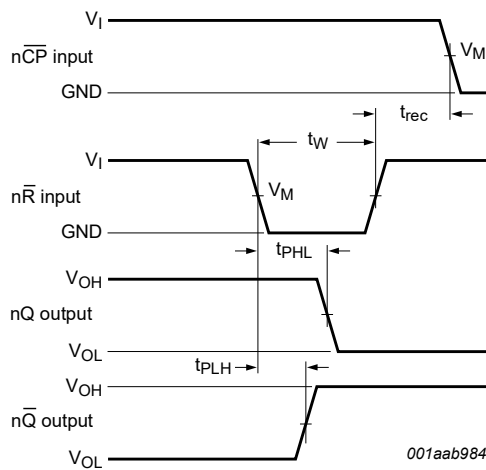 V_I
nC̅P̅ input
V_M
GND
t_rec
t_W
V_I
nR̅ input
V_M
GND
t_PHL
V_OH
nQ output
V_OL
t_PLH
V_OH
nQ̅ output
V_OL
001aab984